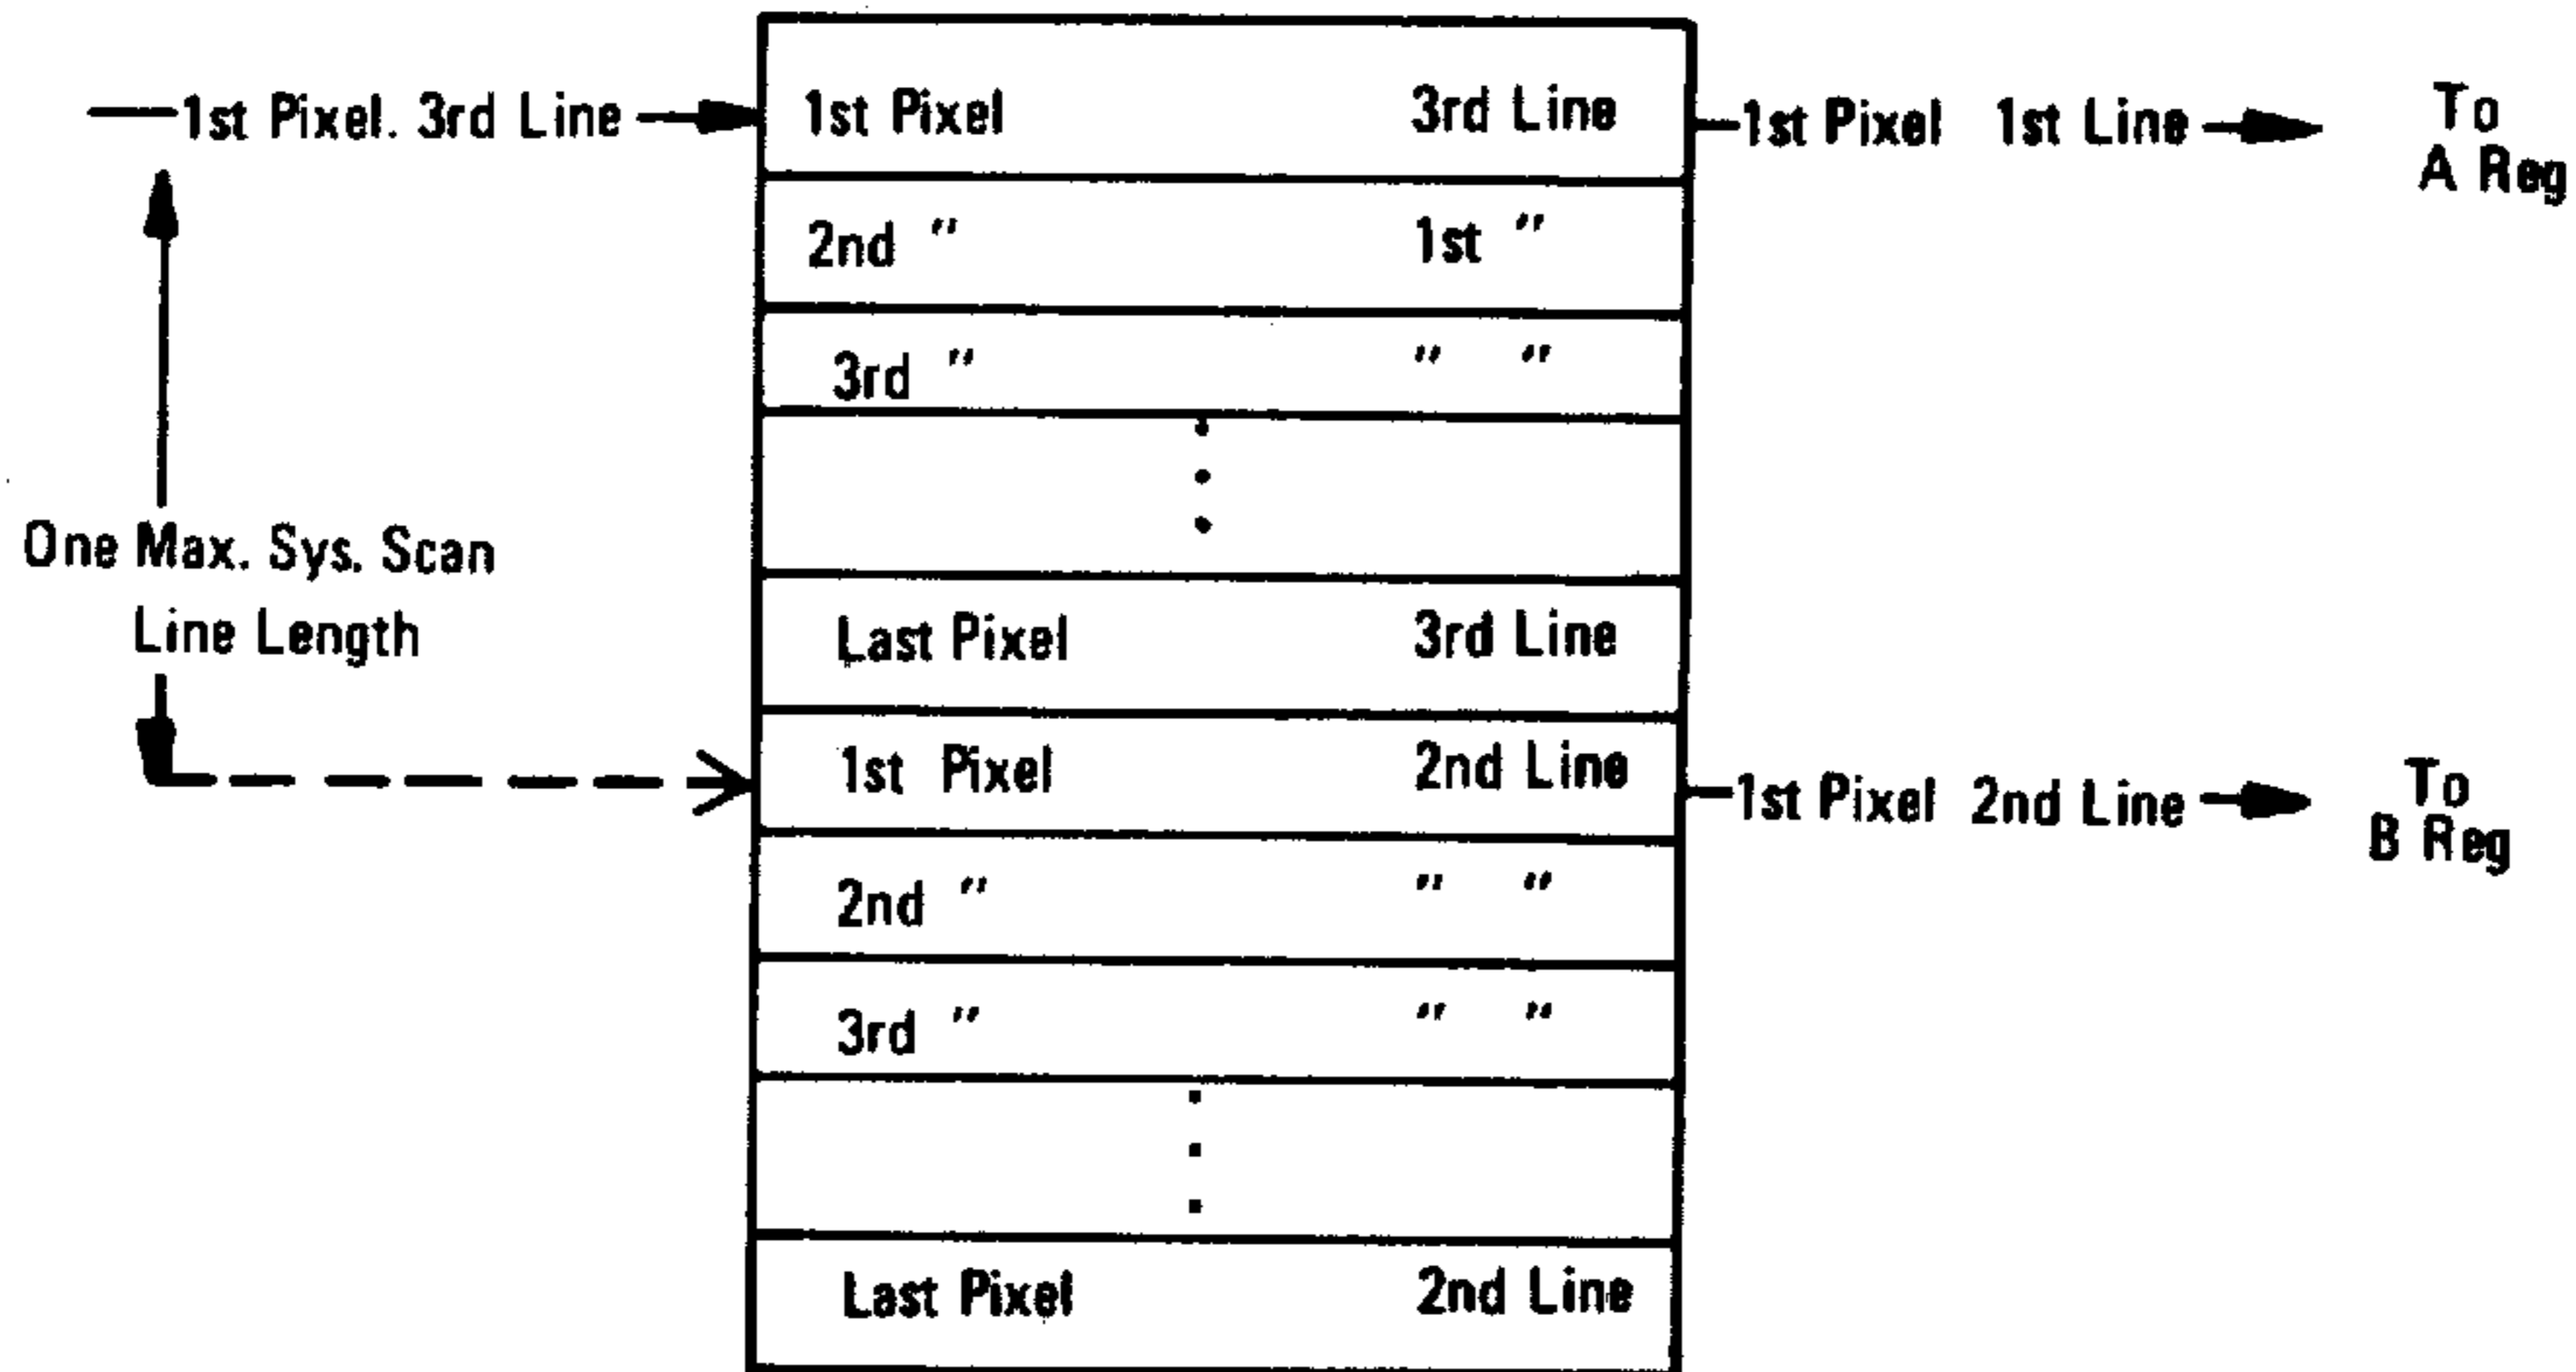 1st Pixel. 3rd Line
1st Pixel 3rd Line
1st Pixel 1st Line
To
A Reg
2nd " 1st "
3rd " " "
One Max. Sys. Scan
Line Length
Last Pixel 3rd Line
1st Pixel 2nd Line
1st Pixel 2nd Line
To
B Reg
2nd " " "
3rd " " "
Last Pixel 2nd Line